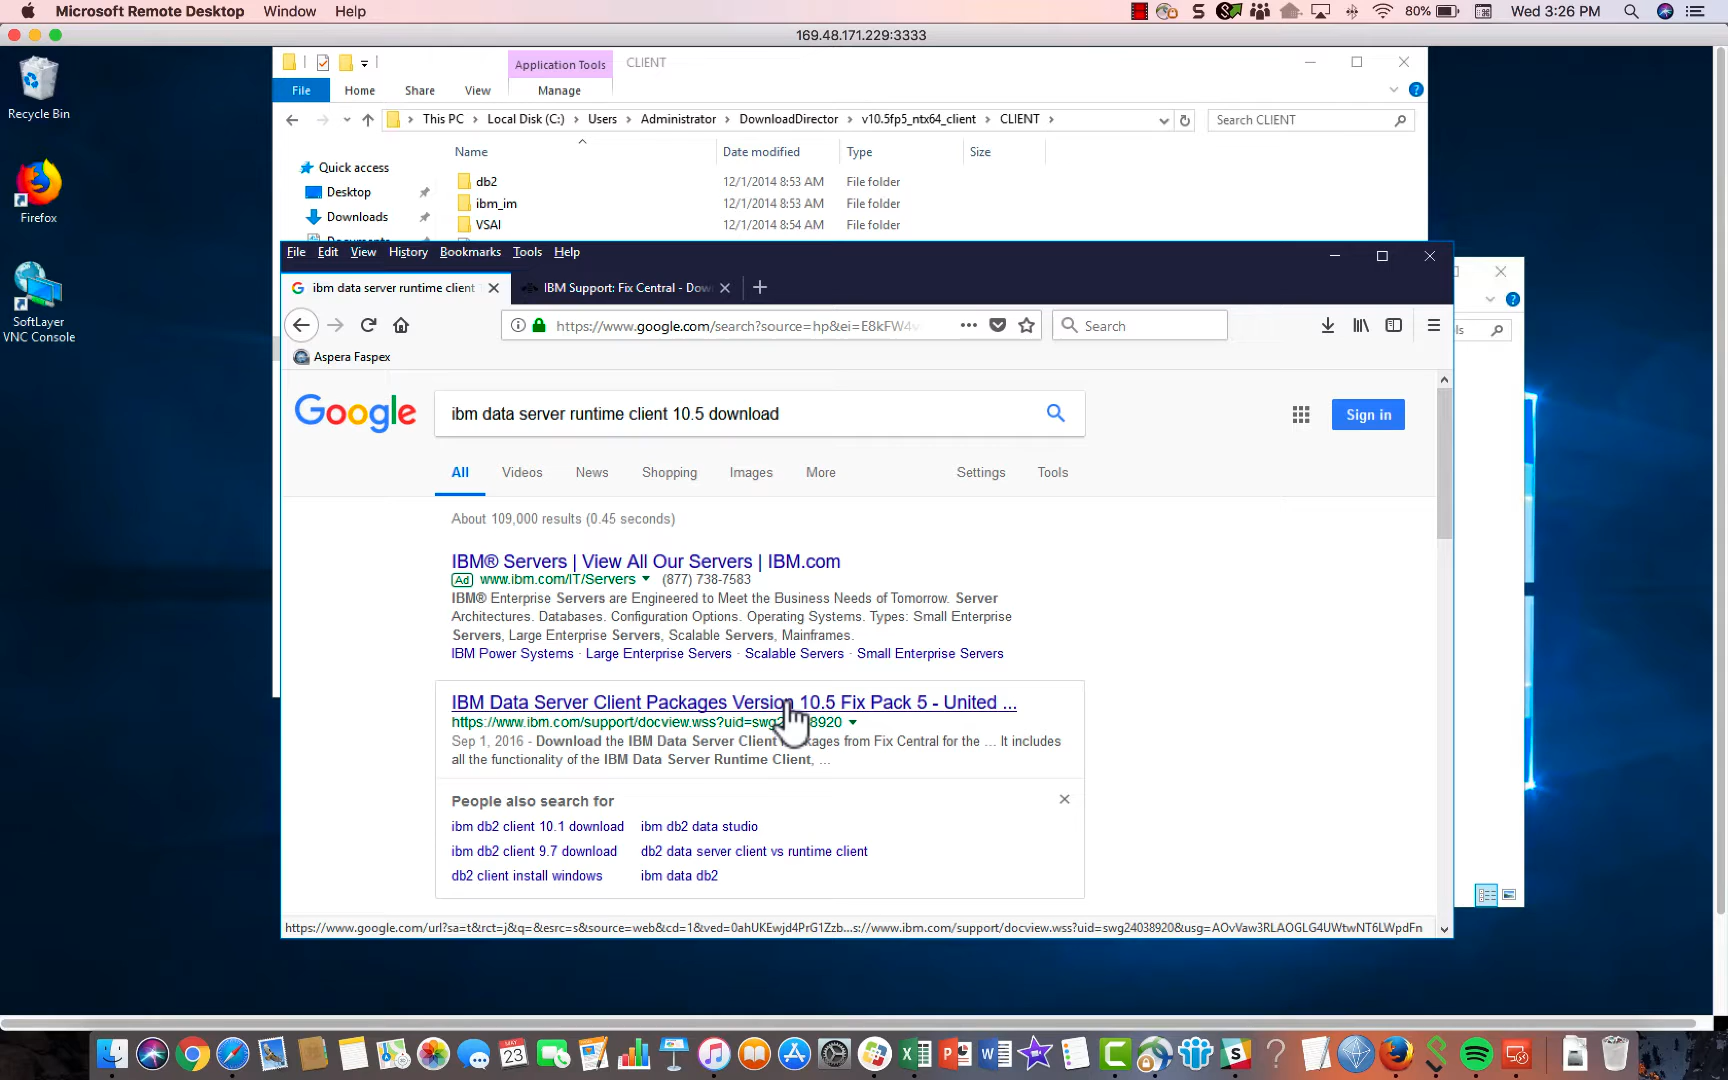 Microsoft Remote Desktop Window Help
80% Wed 3:26 PM
169.48.171.229:3333
Recycle Bin
Firefox
SoftLayer
VNC Console
Application Tools CLIENT
File Home Share View Manage
This PC Local Disk (C:) Users Administrator DownloadDirector v10.5fp5_ntx64_client CLIENT
Search CLIENT
Name Date modified Type Size
Quick access
Desktop
Downloads
db2 12/1/2014 8:53 AM File folder
ibm_im 12/1/2014 8:53 AM File folder
VSAI 12/1/2014 8:54 AM File folder
File Edit View History Bookmarks Tools Help
ibm data server runtime client
IBM Support: Fix Central - Dow
https://www.google.com/search?source=hp&ei=E8kFW4
Search
Aspera Faspex
Google
ibm data server runtime client 10.5 download
Sign in
All Videos News Shopping Images More Settings Tools
About 109,000 results (0.45 seconds)
IBM® Servers | View All Our Servers | IBM.com
Ad www.ibm.com/IT/Servers (877) 738-7583
IBM® Enterprise Servers are Engineered to Meet the Business Needs of Tomorrow. Server
Architectures. Databases. Configuration Options. Operating Systems. Types: Small Enterprise
Servers, Large Enterprise Servers, Scalable Servers, Mainframes.
IBM Power Systems · Large Enterprise Servers · Scalable Servers · Small Enterprise Servers
IBM Data Server Client Packages Version 10.5 Fix Pack 5 - United ...
https://www.ibm.com/support/docview.wss?uid=swg2 8920
Sep 1, 2016 - Download the IBM Data Server Client from Fix Central for the ... It includes
all the functionality of the IBM Data Server Runtime Client, ...
People also search for
ibm db2 client 10.1 download ibm db2 data studio
ibm db2 client 9.7 download db2 data server client vs runtime client
db2 client install windows ibm data db2
https://www.google.com/url?sa=t&rct=j&q=&esrc=s&source=web&cd=1&ved=0ahUKEwjd4PrG1Zzb...s://www.ibm.com/support/docview.wss?uid=swg24038920&usg=AOvVaw3RLAOGLG4UWtwNT6LWpdFn
MAY
23